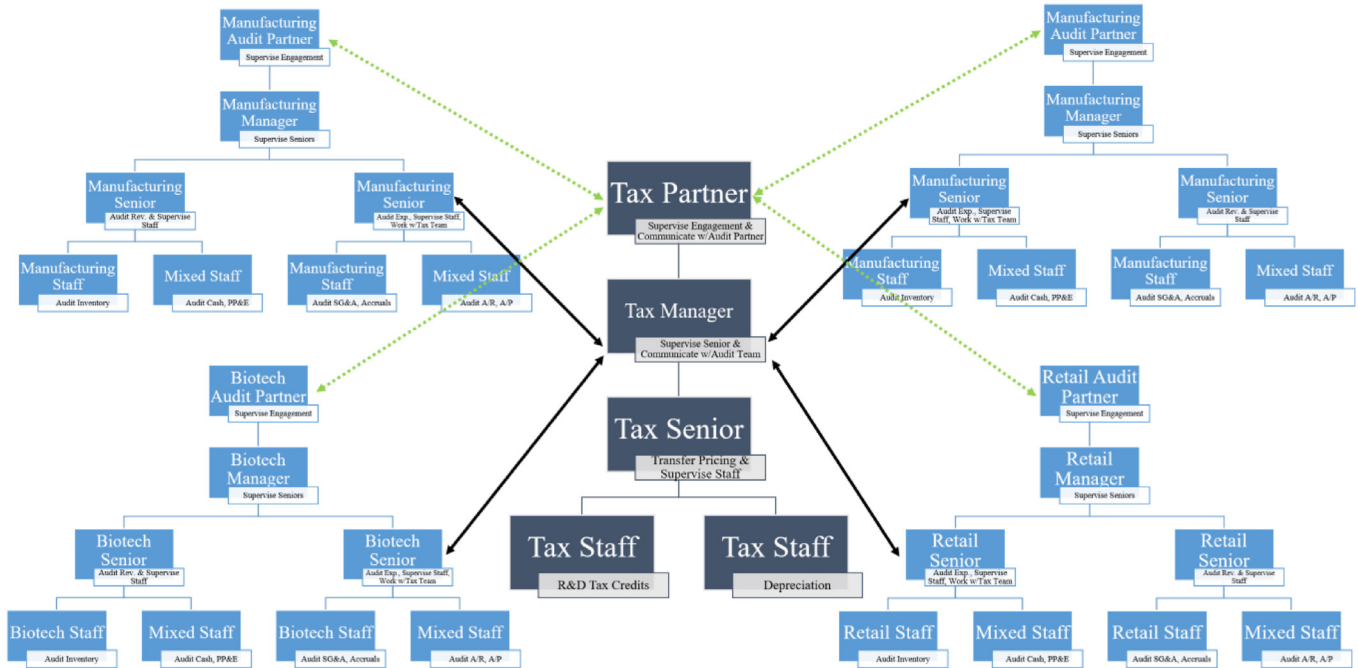 Manufacturing
Audit Partner
Supervise Engagement
Manufacturing
Manager
Supervise Seniors
Manufacturing
Senior
Audit Rev. & Supervise
Staff
Manufacturing
Senior
Audit Exp., Supervise Staff,
Work w/Tax Team
Manufacturing
Staff
Audit Inventory
Mixed Staff
Audit Cash, PP&E
Manufacturing
Staff
Audit SG&A, Accruals
Mixed Staff
Audit A/R, A/P
Biotech
Audit Partner
Supervise Engagement
Biotech
Manager
Supervise Seniors
Biotech
Senior
Audit Rev. & Supervise
Staff
Biotech
Senior
Audit Exp., Supervise Staff,
Work w/Tax Team
Biotech Staff
Audit Inventory
Mixed Staff
Audit Cash, PP&E
Biotech Staff
Audit SG&A, Accruals
Mixed Staff
Audit A/R, A/P
Tax Partner
Supervise Engagement &
Communicate w/Audit Partner
Tax Manager
Supervise Senior &
Communicate w/Audit Team
Tax Senior
Transfer Pricing &
Supervise Staff
Tax Staff
R&D Tax Credits
Tax Staff
Depreciation
Manufacturing
Audit Partner
Supervise Engagement
Manufacturing
Manager
Supervise Seniors
Manufacturing
Senior
Audit Exp., Supervise
Staff, Work w/Tax Team
Manufacturing
Senior
Audit Rev. & Supervise
Staff
Manufacturing
Staff
Audit Inventory
Mixed Staff
Audit Cash, PP&E
Manufacturing
Staff
Audit SG&A, Accruals
Mixed Staff
Audit A/R, A/P
Retail Audit
Partner
Supervise Engagement
Retail
Manager
Supervise Seniors
Retail
Senior
Audit Exp., Supervise
Staff, Work w/Tax Team
Retail
Senior
Audit Rev. & Supervise
Staff
Retail Staff
Audit Inventory
Mixed Staff
Audit Cash, PP&E
Retail Staff
Audit SG&A, Accruals
Mixed Staff
Audit A/R, A/P